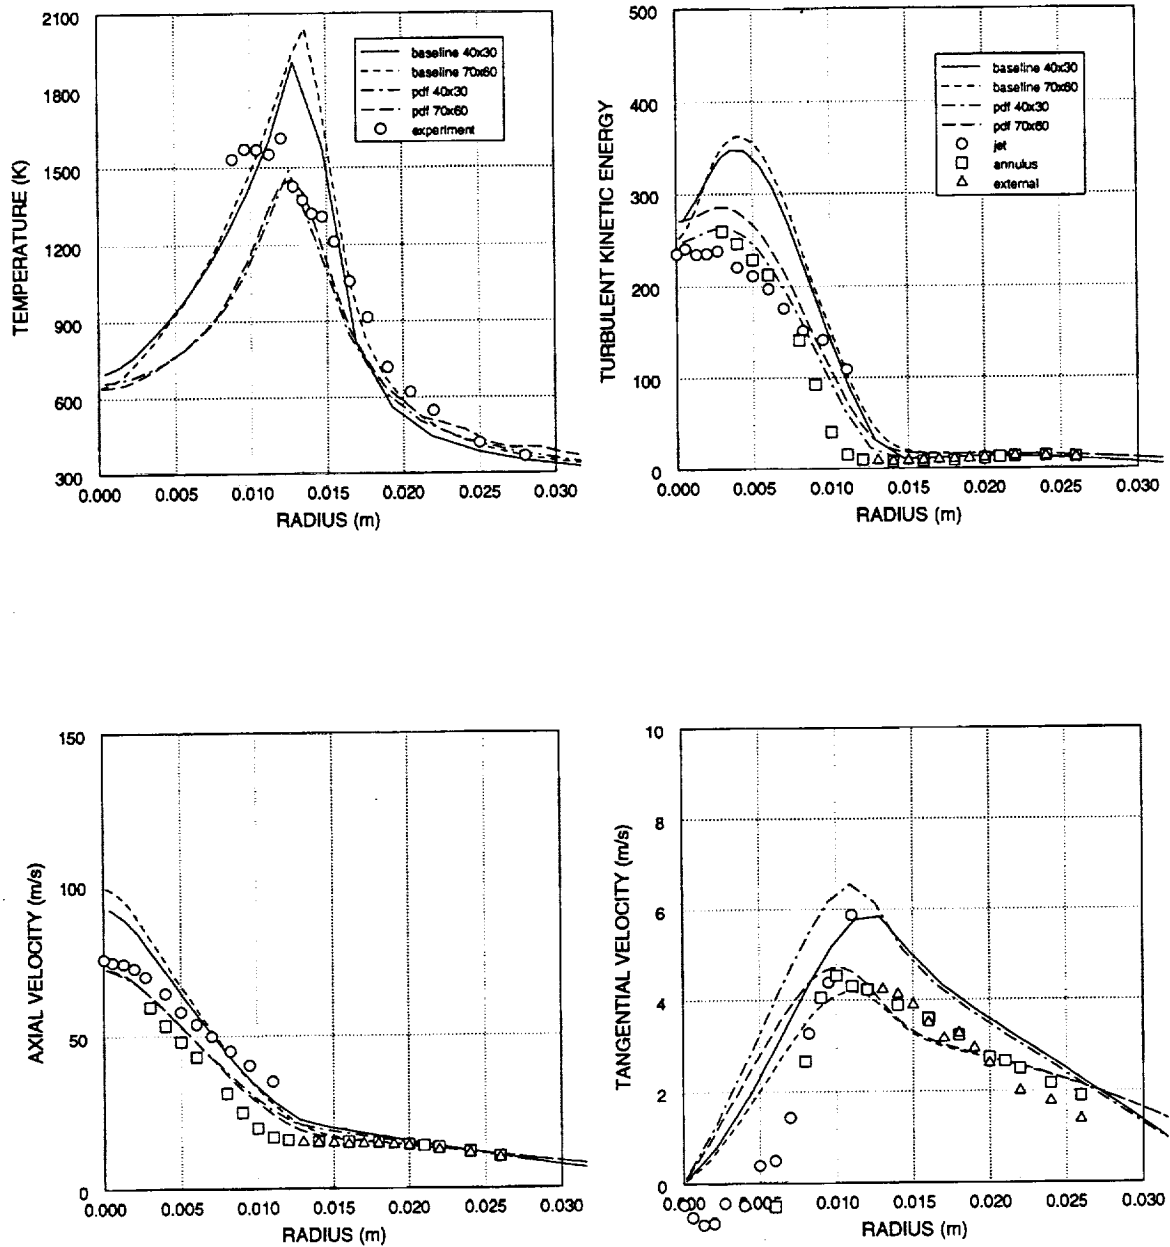 2100
1800
1500
1200
900
600
300
TEMPERATURE (K)
baseline 40x30
baseline 70x60
pdf 40x30
pdf 70x60
experiment
0.000 0.005 0.010 0.015 0.020 0.025 0.030
RADIUS (m)
500
400
300
200
100
0
TURBULENT KINETIC ENERGY
baseline 40x30
baseline 70x60
pdf 40x30
pdf 70x60
jet
annulus
external
0.000 0.005 0.010 0.015 0.020 0.025 0.030
RADIUS (m)
150
100
50
0
AXIAL VELOCITY (m/s)
0.000 0.005 0.010 0.015 0.020 0.025 0.030
RADIUS (m)
10
8
6
4
2
0
TANGENTIAL VELOCITY (m/s)
0.000 0.005 0.010 0.015 0.020 0.025 0.030
RADIUS (m)